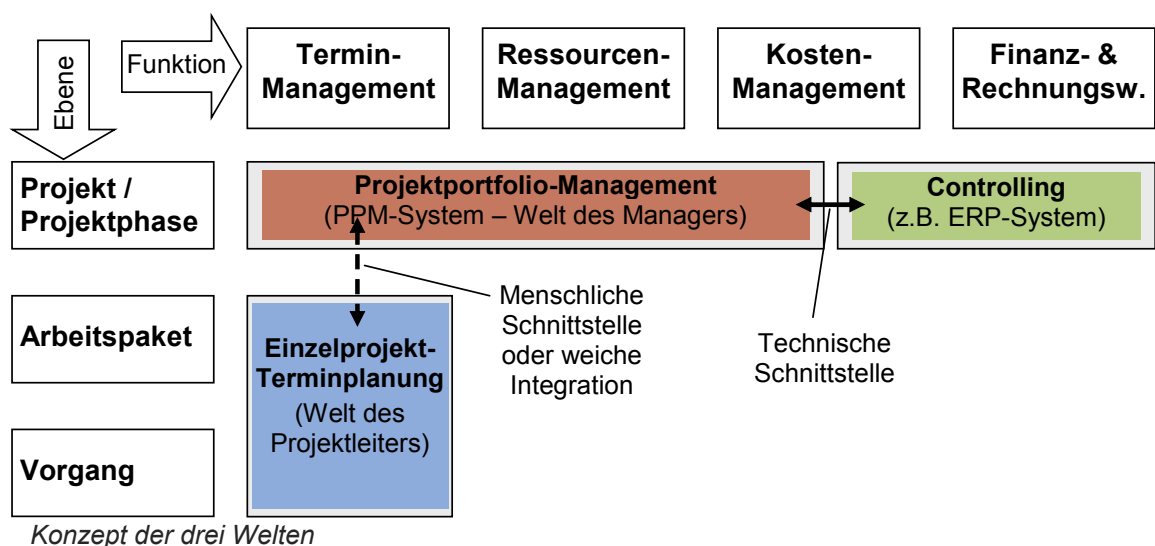 Funktion
Ebene
Termin-
Management
Ressourcen-
Management
Kosten-
Management
Finanz- &
Rechnungsw.
Projekt /
Projektphase
Projektportfolio-Management
(PPM-System – Welt des Managers)
Controlling
(z.B. ERP-System)
Menschliche
Schnittstelle
oder weiche
Integration
Technische
Schnittstelle
Arbeitspaket
Einzelprojekt-
Terminplanung
(Welt des
Projektleiters)
Vorgang
Konzept der drei Welten